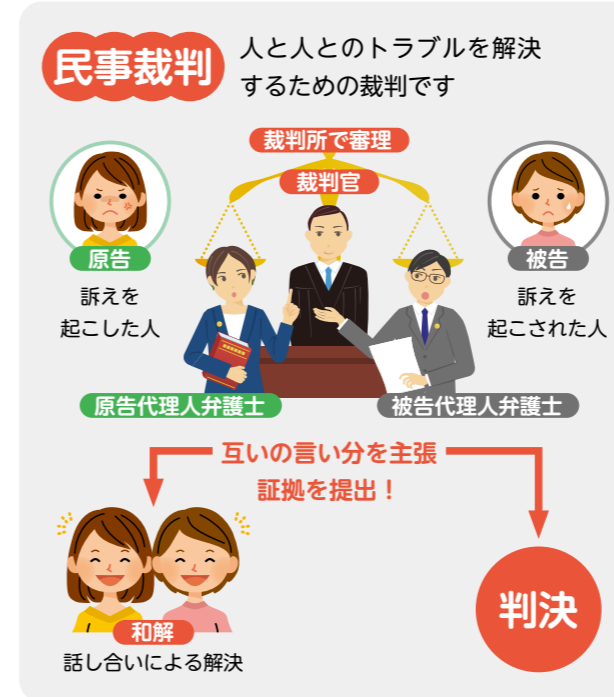 民事裁判
人と人とのトラブルを解決
するための裁判です
裁判所で審理
裁判官
原告
訴えを
起こした人
被告
訴えを
起こされた人
原告代理人弁護士
被告代理人弁護士
互いの言い分を主張
証拠を提出！
和解
話し合いによる解決
判決